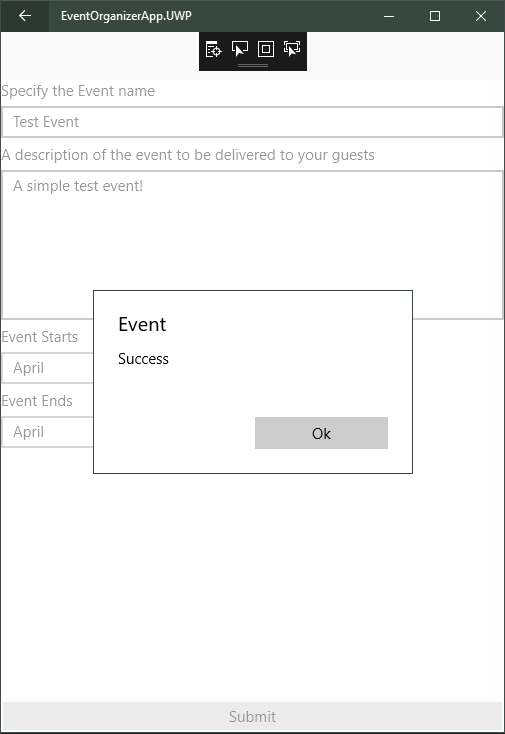 EventOrganizerApp.UWP
Specify the Event name
Test Event
A description of the event to be delivered to your guests
A simple test event!
Event
Success
Ok
Event Starts
April
Event Ends
April
Submit